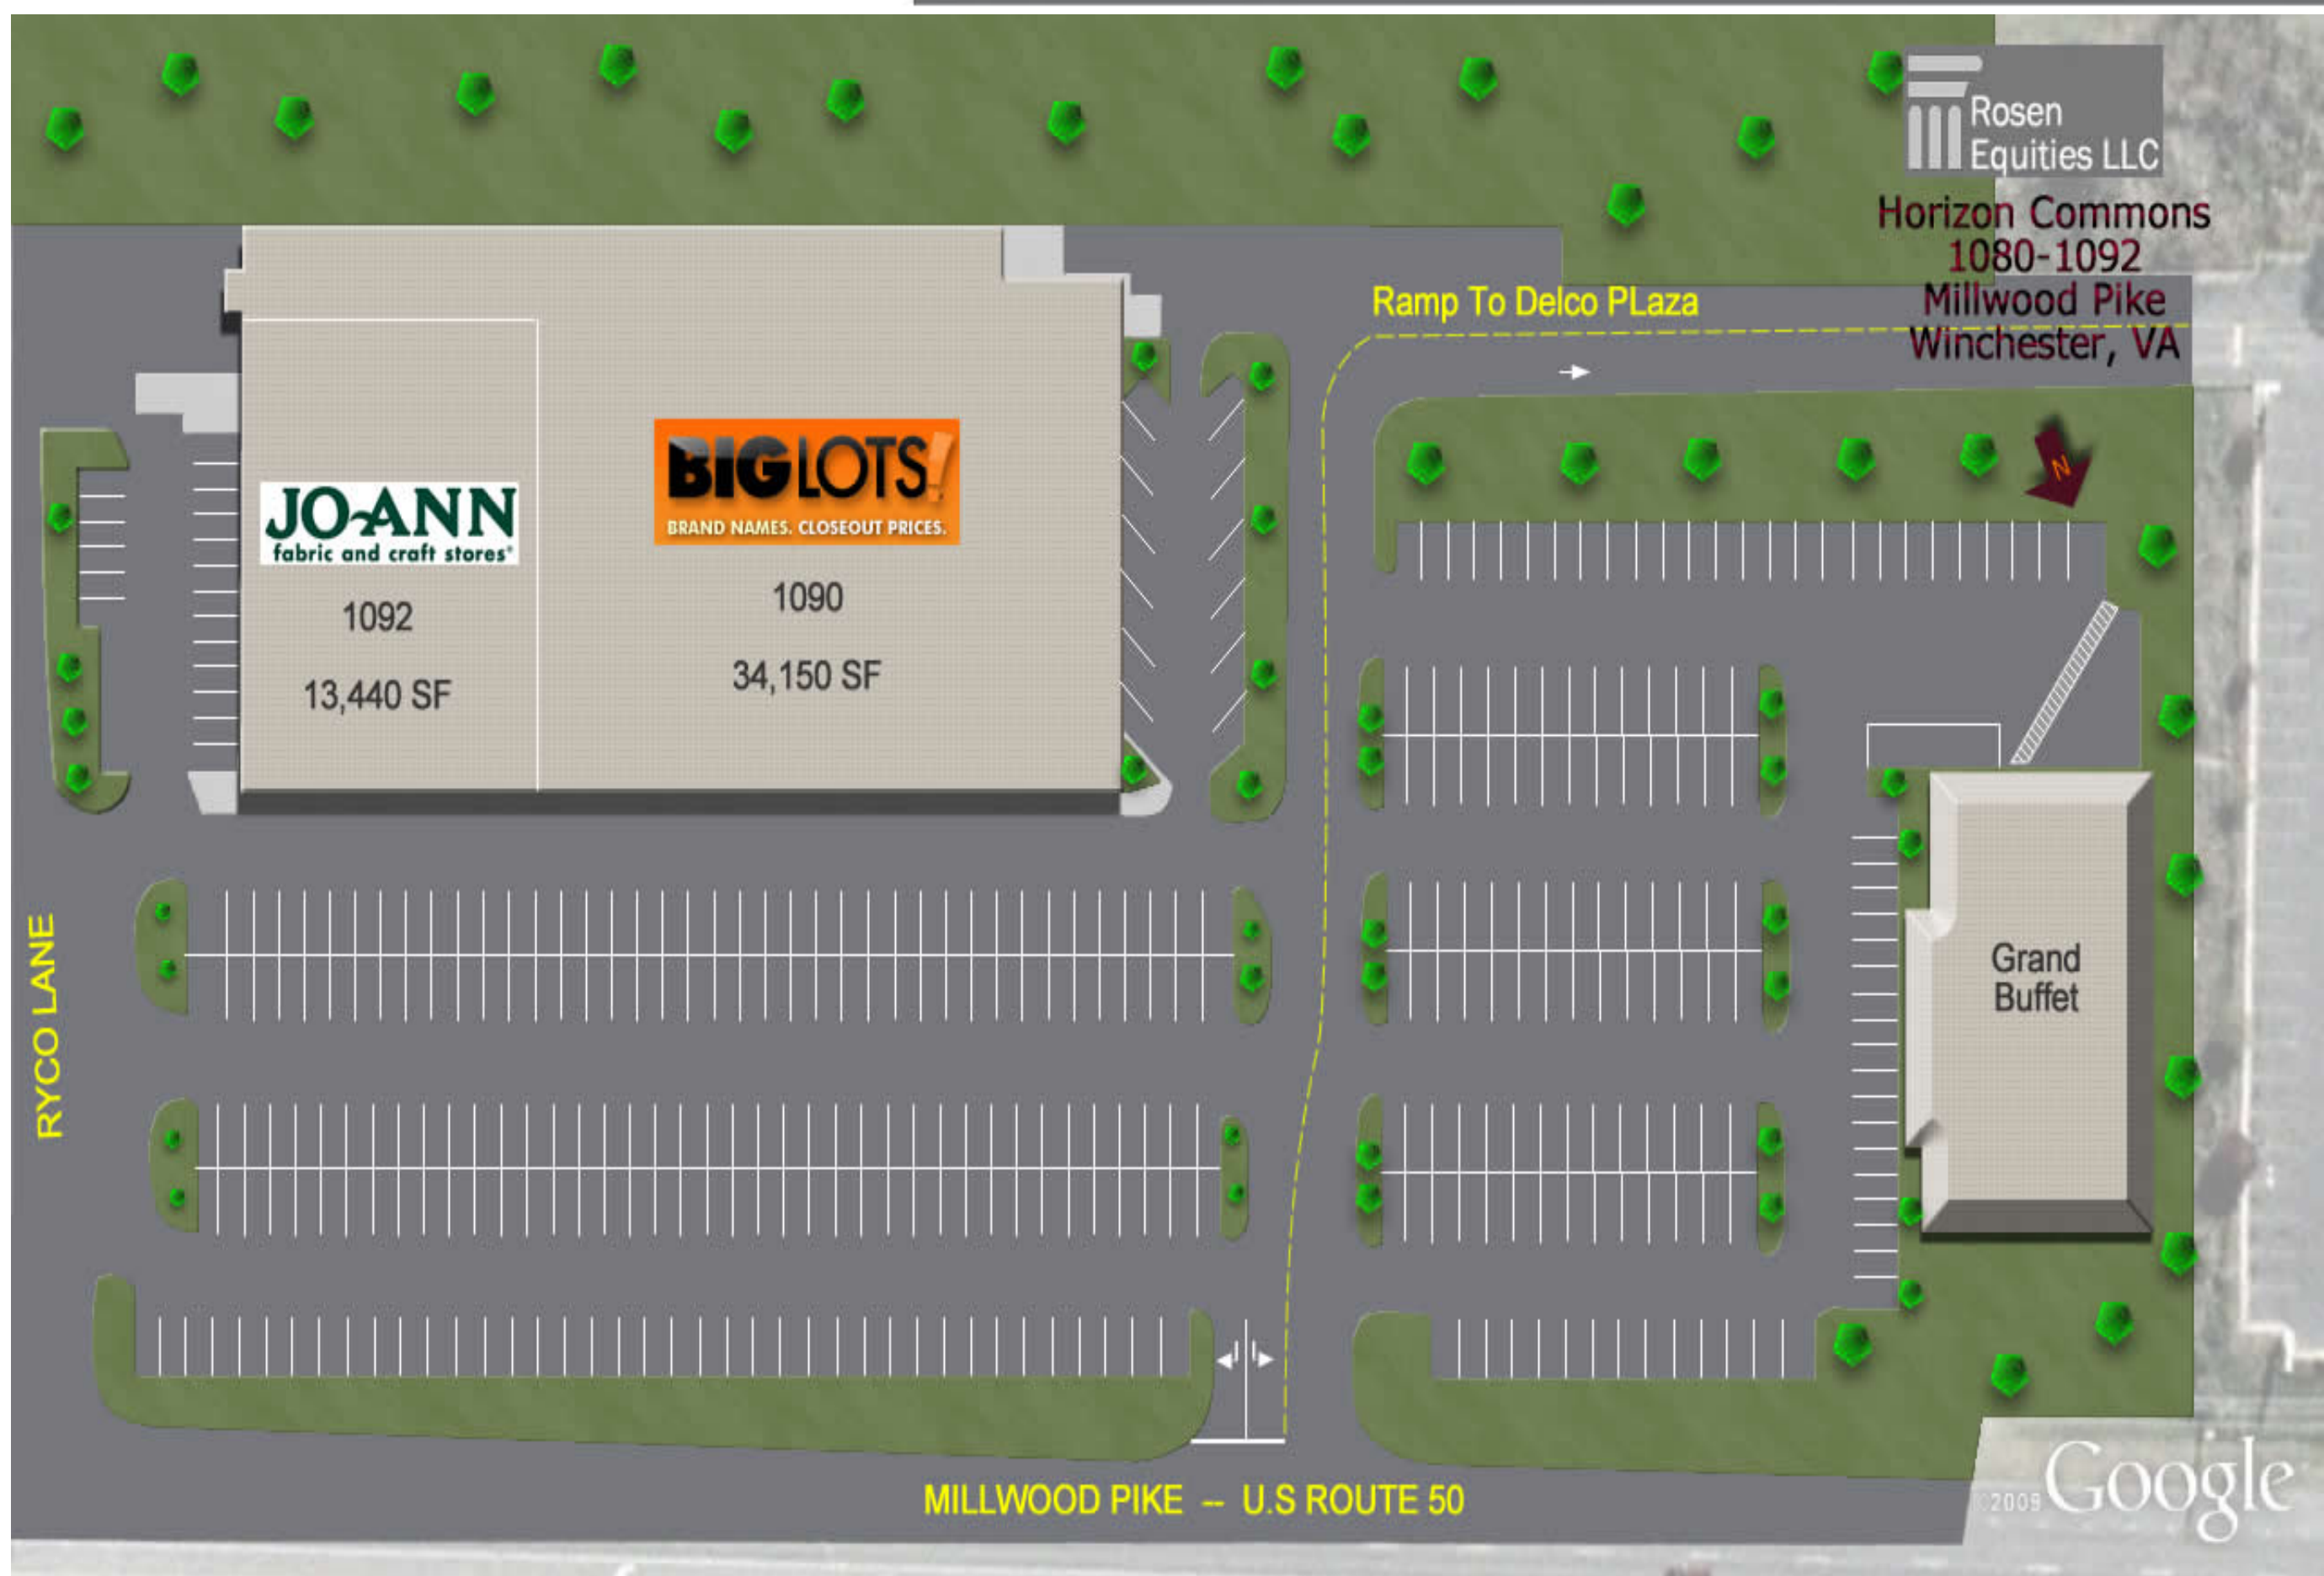 Rosen
Equities LLC
Horizon Commons
1080-1092
Millwood Pike
Winchester, VA
Ramp To Delco PLaza
N
JO-ANN
fabric and craft stores®
1092
13,440 SF
BIG LOTS!
BRAND NAMES. CLOSEOUT PRICES.
1090
34,150 SF
Grand
Buffet
RYCO LANE
MILLWOOD PIKE -- U.S ROUTE 50
©2009 Google